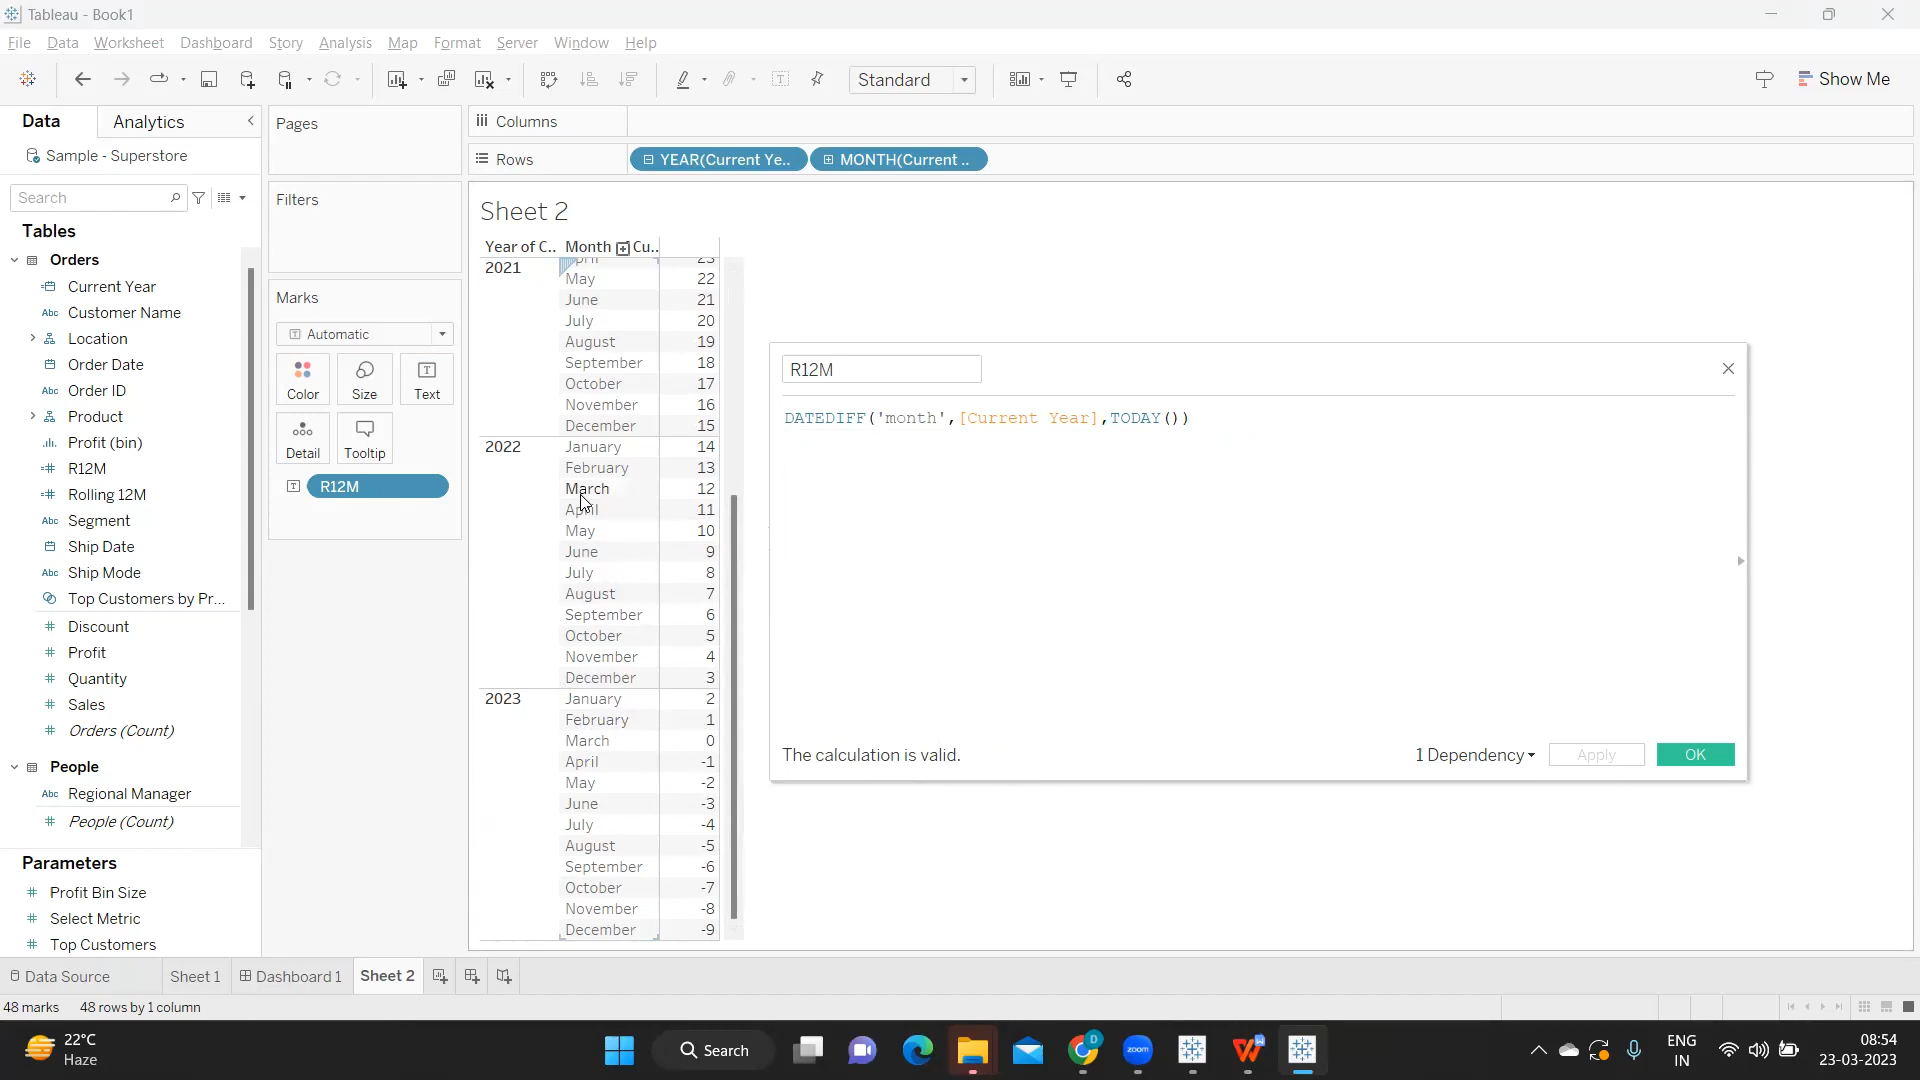 Tableau - Book1
File Data Worksheet Dashboard Story Analysis Map Format Server Window Help
Standard
Show Me
Data
Analytics
Sample - Superstore
Search
Tables
Orders
Current Year
Abc Customer Name
Location
Order Date
Abc Order ID
Product
Profit (bin)
R12M
Rolling 12M
Abc Segment
Ship Date
Abc Ship Mode
Top Customers by Pr...
Discount
Profit
Quantity
Sales
Orders (Count)
People
Abc Regional Manager
People (Count)
Parameters
Profit Bin Size
Select Metric
Top Customers
Pages
Filters
Marks
Automatic
Color Size Text
Detail Tooltip
R12M
Columns
Rows
YEAR(Current Ye.. MONTH(Current ..
Sheet 2
Year of C.. Month Cu..
2021 April 23
May 22
June 21
July 20
August 19
September 18
October 17
November 16
December 15
2022 January 14
February 13
March 12
April 11
May 10
June 9
July 8
August 7
September 6
October 5
November 4
December 3
2023 January 2
February 1
March 0
April -1
May -2
June -3
July -4
August -5
September -6
October -7
November -8
December -9
R12M
DATEDIFF('month',[Current Year],TODAY())
The calculation is valid.
1 Dependency
Apply
OK
Data Source Sheet 1 Dashboard 1 Sheet 2
48 marks 48 rows by 1 column
22°C
Haze
Search
zoom
D
ENG
IN
08:54
23-03-2023